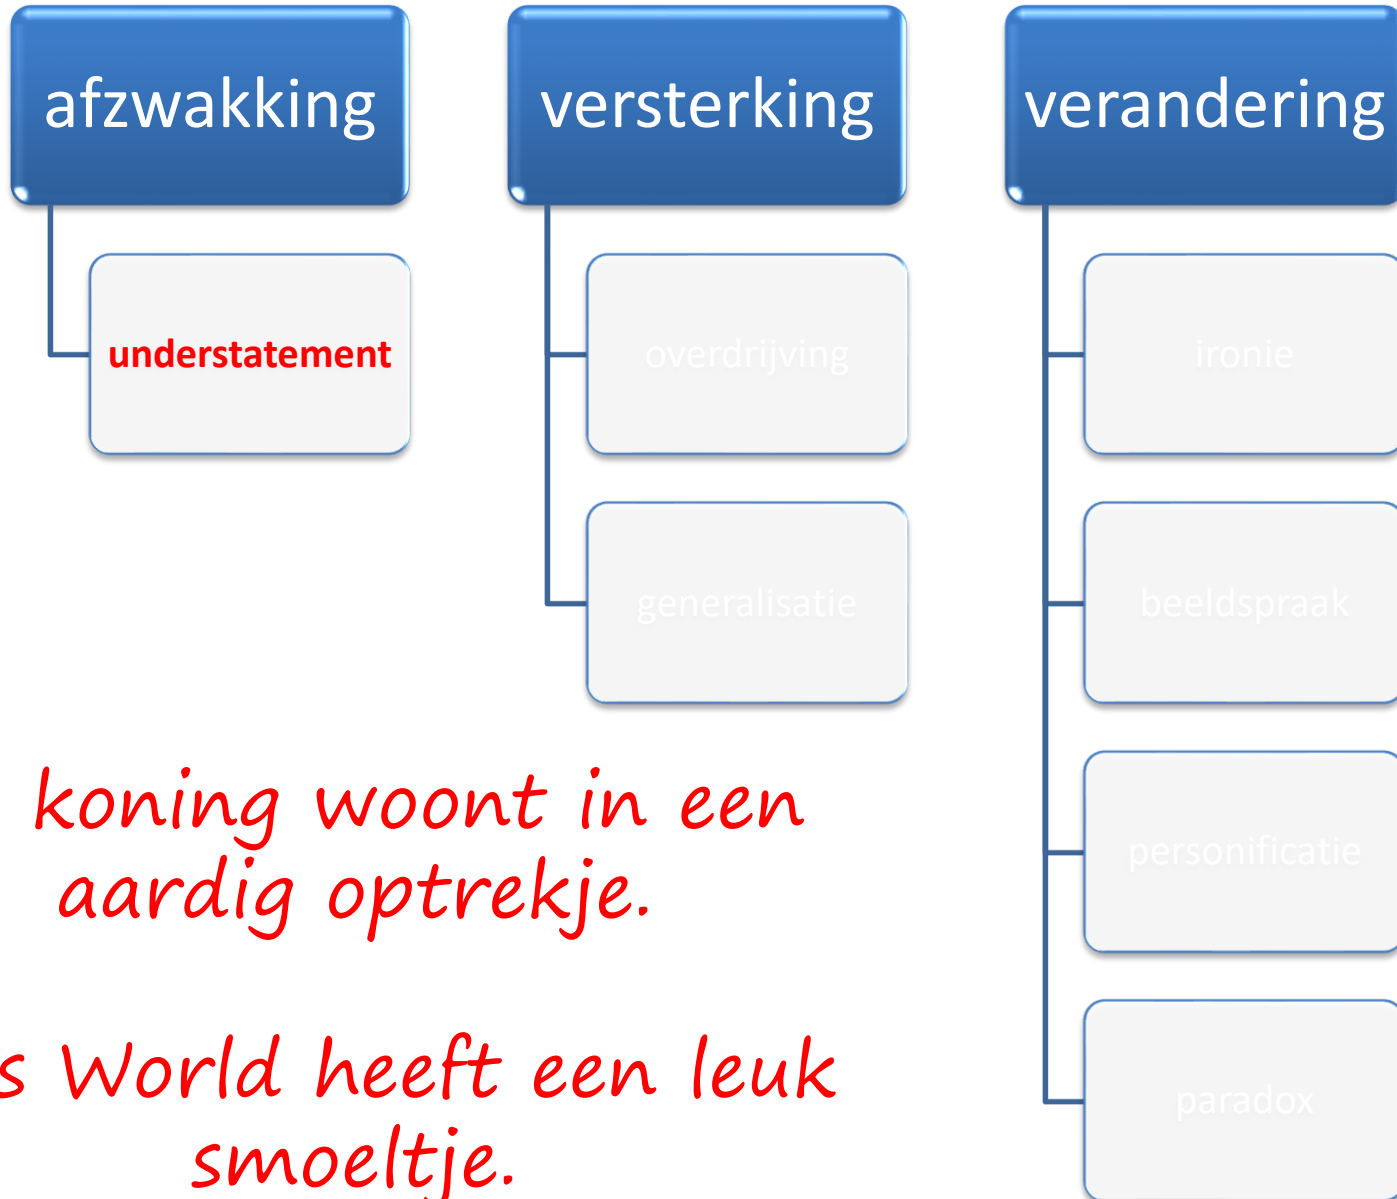 afzwakking
understatement
versterking
overdrijving
generalisatie
verandering
ironie
beeldspraak
personificatie
paradox
koning woont in een
aardig optrekje.
s World heeft een leuk
smoeltje.